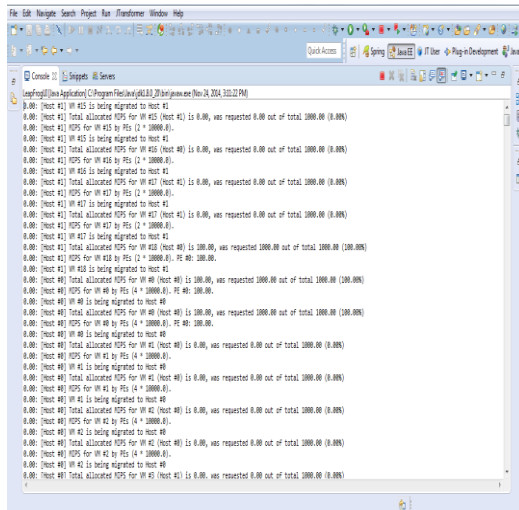 File Edit Navigate Search Project Run JTransformer Window Help
Quick Access Spring Java EE JIT User Plug-in Development Java
Console Snippets Servers
LeapFrogUI [Java Application] C:\Program Files\Java\jdk1.8.0_20\bin\javaw.exe (Nov 24, 2014, 3:01:22 PM)
0.00: [Host #1] VM #15 is being migrated to Host #1
0.00: [Host #1] Total allocated MIPS for VM #15 (Host #1) is 0.00, was requested 0.00 out of total 1000.00 (0.00%)
0.00: [Host #1] MIPS for VM #15 by PEs (2 * 10000.0).
0.00: [Host #1] VM #15 is being migrated to Host #1
0.00: [Host #1] Total allocated MIPS for VM #16 (Host #0) is 0.00, was requested 0.00 out of total 1000.00 (0.00%)
0.00: [Host #1] MIPS for VM #16 by PEs (2 * 10000.0).
0.00: [Host #1] VM #16 is being migrated to Host #1
0.00: [Host #1] Total allocated MIPS for VM #17 (Host #1) is 0.00, was requested 0.00 out of total 1000.00 (0.00%)
0.00: [Host #1] MIPS for VM #17 by PEs (2 * 10000.0).
0.00: [Host #1] VM #17 is being migrated to Host #1
0.00: [Host #1] Total allocated MIPS for VM #17 (Host #1) is 0.00, was requested 0.00 out of total 1000.00 (0.00%)
0.00: [Host #1] MIPS for VM #17 by PEs (2 * 10000.0).
0.00: [Host #1] VM #17 is being migrated to Host #1
0.00: [Host #1] Total allocated MIPS for VM #18 (Host #0) is 100.00, was requested 1000.00 out of total 1000.00 (100.00%)
0.00: [Host #1] MIPS for VM #18 by PEs (2 * 10000.0). PE #0: 100.00.
0.00: [Host #1] VM #18 is being migrated to Host #1
0.00: [Host #0] Total allocated MIPS for VM #0 (Host #0) is 100.00, was requested 1000.00 out of total 1000.00 (100.00%)
0.00: [Host #0] MIPS for VM #0 by PEs (4 * 10000.0). PE #0: 100.00.
0.00: [Host #0] VM #0 is being migrated to Host #0
0.00: [Host #0] Total allocated MIPS for VM #0 (Host #0) is 100.00, was requested 1000.00 out of total 1000.00 (100.00%)
0.00: [Host #0] MIPS for VM #0 by PEs (4 * 10000.0). PE #0: 100.00.
0.00: [Host #0] VM #0 is being migrated to Host #0
0.00: [Host #0] Total allocated MIPS for VM #1 (Host #0) is 0.00, was requested 0.00 out of total 1000.00 (0.00%)
0.00: [Host #0] MIPS for VM #1 by PEs (4 * 10000.0).
0.00: [Host #0] VM #1 is being migrated to Host #0
0.00: [Host #0] Total allocated MIPS for VM #1 (Host #0) is 0.00, was requested 0.00 out of total 1000.00 (0.00%)
0.00: [Host #0] MIPS for VM #1 by PEs (4 * 10000.0).
0.00: [Host #0] VM #1 is being migrated to Host #0
0.00: [Host #0] Total allocated MIPS for VM #2 (Host #0) is 0.00, was requested 0.00 out of total 1000.00 (0.00%)
0.00: [Host #0] MIPS for VM #2 by PEs (4 * 10000.0).
0.00: [Host #0] VM #2 is being migrated to Host #0
0.00: [Host #0] Total allocated MIPS for VM #2 (Host #0) is 0.00, was requested 0.00 out of total 1000.00 (0.00%)
0.00: [Host #0] MIPS for VM #2 by PEs (4 * 10000.0).
0.00: [Host #0] VM #2 is being migrated to Host #0
0.00: [Host #0] Total allocated MIPS for VM #3 (Host #1) is 0.00, was requested 0.00 out of total 1000.00 (0.00%)